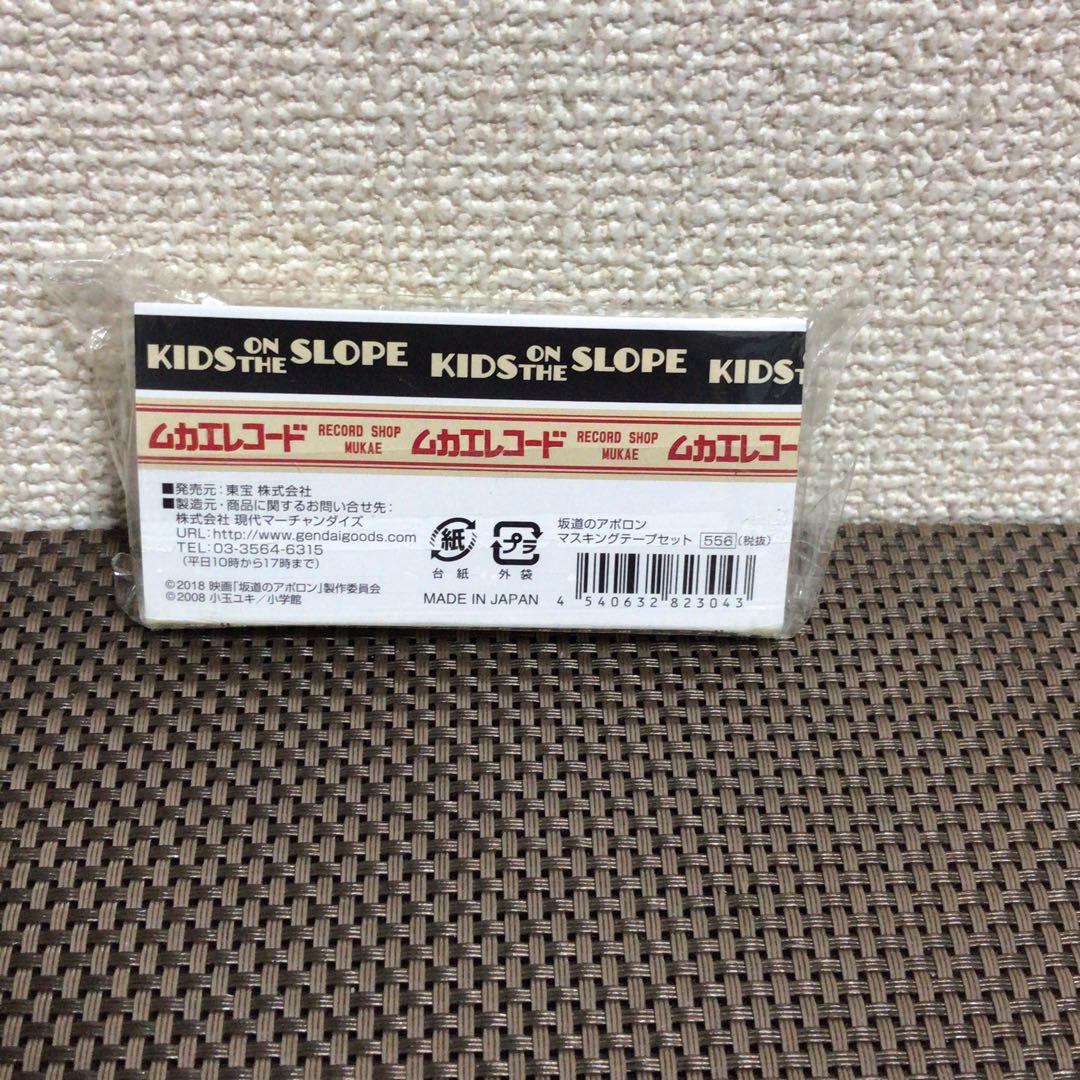 KIDS ON THE SLOPE KIDS ON THE SLOPE KIDS
ムカエレコード RECORD SHOP MUKAE ムカエレコード RECORD SHOP MUKAE ムカエレコー
■発売元：東宝 株式会社
■製造元・商品に関するお問い合せ先：
株式会社 現代マーチャンダイズ
URL：http://www.gendaigoods.com
TEL：03-3564-6315
（平日10時から17時まで）
©2018 映画「坂道のアポロン」製作委員会
©2008 小玉ユキ／小学館
紙
台紙
プラ
外袋
MADE IN JAPAN
坂道のアポロン
マスキングテープセット 556（税抜）
4 540632 823043